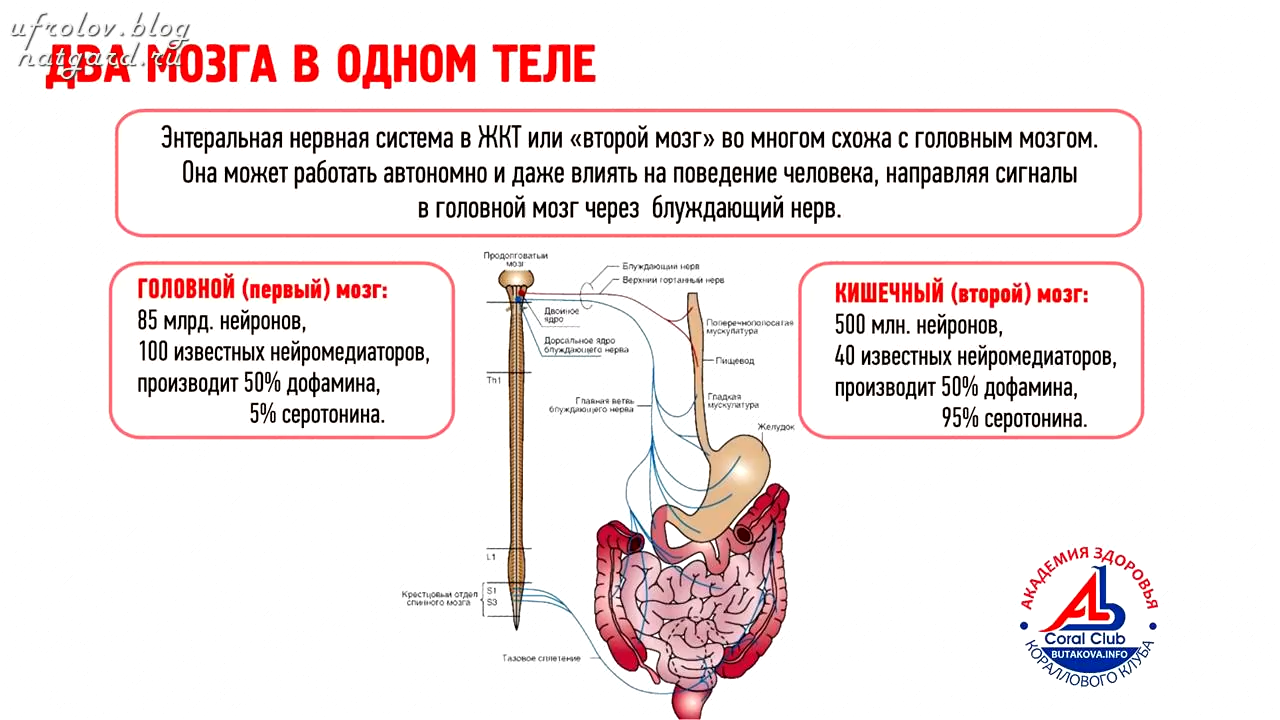 ufrolov.blog
natgard.ru
ДВА МОЗГА В ОДНОМ ТЕЛЕ
Энтеральная нервная система в ЖКТ или «второй мозг» во многом схожа с головным мозгом.
Она может работать автономно и даже влиять на поведение человека, направляя сигналы
в головной мозг через блуждающий нерв.
ГОЛОВНОЙ (первый) мозг:
85 млрд. нейронов,
100 известных нейромедиаторов,
производит 50% дофамина,
5% серотонина.
Продолговатый
мозг
Блуждающий нерв
Верхний гортанный нерв
Двойное
ядро
Дорсальное ядро
блуждающего нерва
Th1
Главная ветвь
блуждающего нерва
Поперечнополосатая
мускулатура
Пищевод
Гладкая
мускулатура
Желудок
L1
Крестцовый отдел
спинного мозга
S1
S3
Тазовое сплетение
КИШЕЧНЫЙ (второй) мозг:
500 млн. нейронов,
40 известных нейромедиаторов,
производит 50% дофамина,
95% серотонина.
АКАДЕМИЯ ЗДОРОВЬЯ
Coral Club
BUTAKOVA.INFO
КОРАЛЛОВОГО КЛУБА